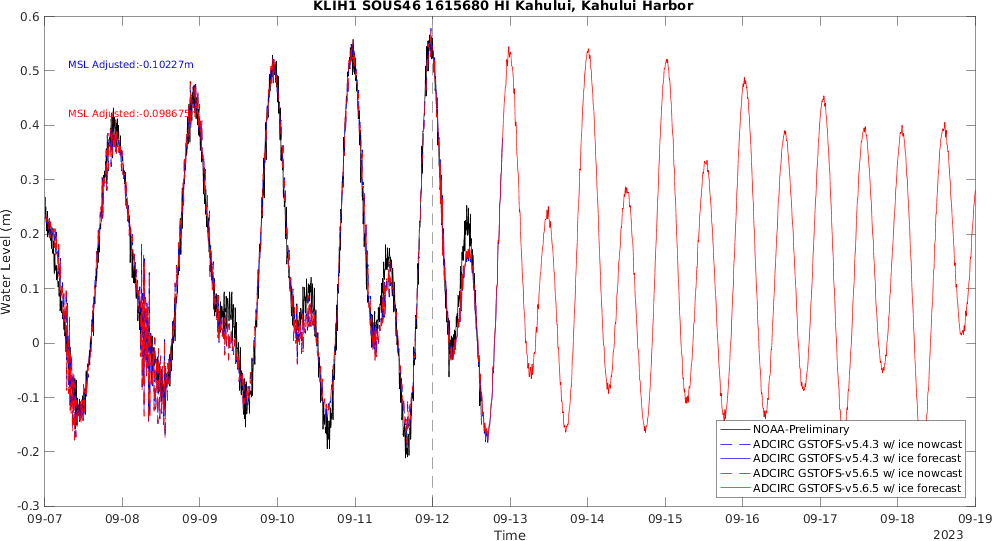 KLIH1 SOUS46 1615680 HI Kahului, Kahului Harbor
0.6
0.5
0.4
0.3
0.2
0.1
0
-0.1
-0.2
-0.3
Water Level (m)
MSL Adjusted:-0.10227m
MSL Adjusted:-0.098675
NOAA-Preliminary
ADCIRC GSTOFS-v5.4.3 w/ ice nowcast
ADCIRC GSTOFS-v5.4.3 w/ ice forecast
ADCIRC GSTOFS-v5.6.5 w/ ice nowcast
ADCIRC GSTOFS-v5.6.5 w/ ice forecast
09-07 09-08 09-09 09-10 09-11 09-12 09-13 09-14 09-15 09-16 09-17 09-18 09-19
Time
2023